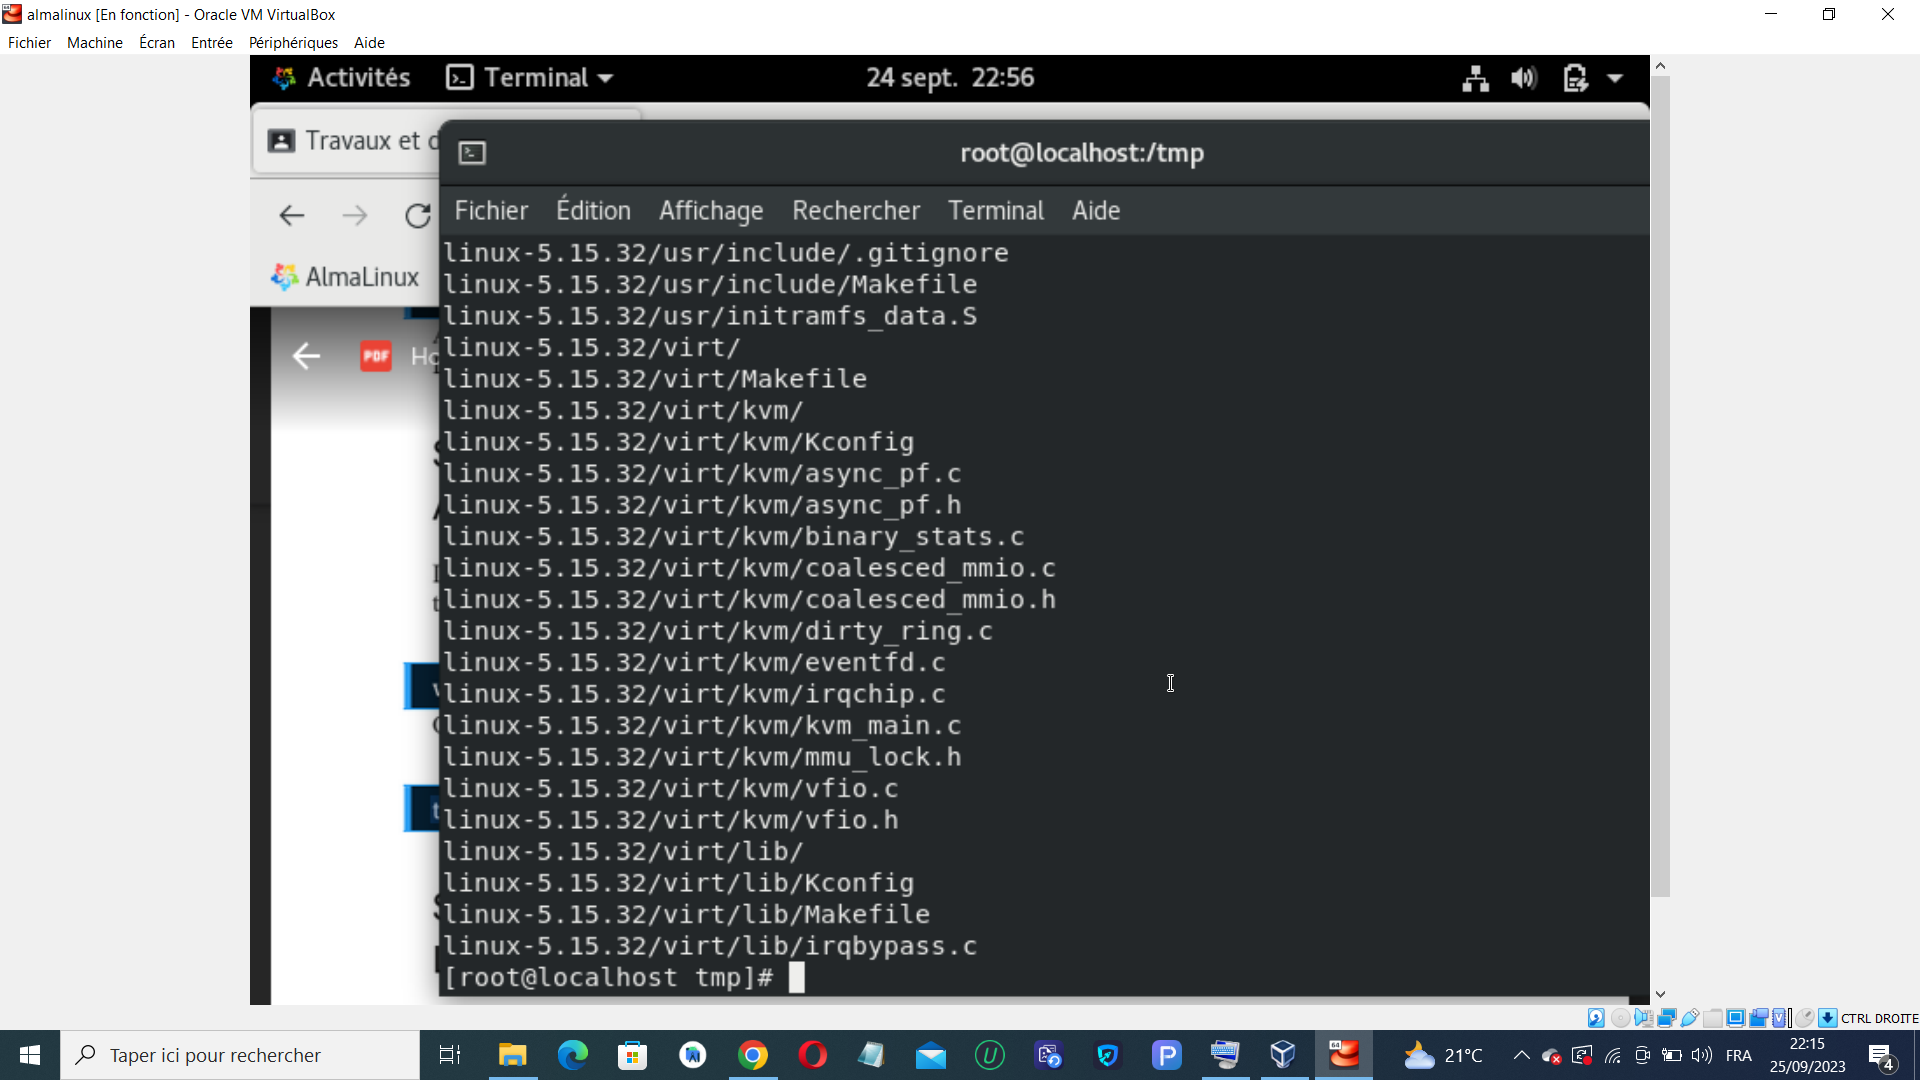 almalinux [En fonction] - Oracle VM VirtualBox
Fichier Machine Écran Entrée Périphériques Aide
Activités Terminal 24 sept. 22:56
Travaux et
root@localhost:/tmp
Fichier Édition Affichage Rechercher Terminal Aide
AlmaLinux
PDF
linux-5.15.32/usr/include/.gitignore
linux-5.15.32/usr/include/Makefile
linux-5.15.32/usr/initramfs_data.S
linux-5.15.32/virt/
linux-5.15.32/virt/Makefile
linux-5.15.32/virt/kvm/
linux-5.15.32/virt/kvm/Kconfig
linux-5.15.32/virt/kvm/async_pf.c
linux-5.15.32/virt/kvm/async_pf.h
linux-5.15.32/virt/kvm/binary_stats.c
linux-5.15.32/virt/kvm/coalesced_mmio.c
linux-5.15.32/virt/kvm/coalesced_mmio.h
linux-5.15.32/virt/kvm/dirty_ring.c
linux-5.15.32/virt/kvm/eventfd.c
linux-5.15.32/virt/kvm/irqchip.c
linux-5.15.32/virt/kvm/kvm_main.c
linux-5.15.32/virt/kvm/mmu_lock.h
linux-5.15.32/virt/kvm/vfio.c
linux-5.15.32/virt/kvm/vfio.h
linux-5.15.32/virt/lib/
linux-5.15.32/virt/lib/Kconfig
linux-5.15.32/virt/lib/Makefile
linux-5.15.32/virt/lib/irqbypass.c
[root@localhost tmp]#
CTRL DROITE
Taper ici pour rechercher
21°C
FRA
22:15
25/09/2023
4